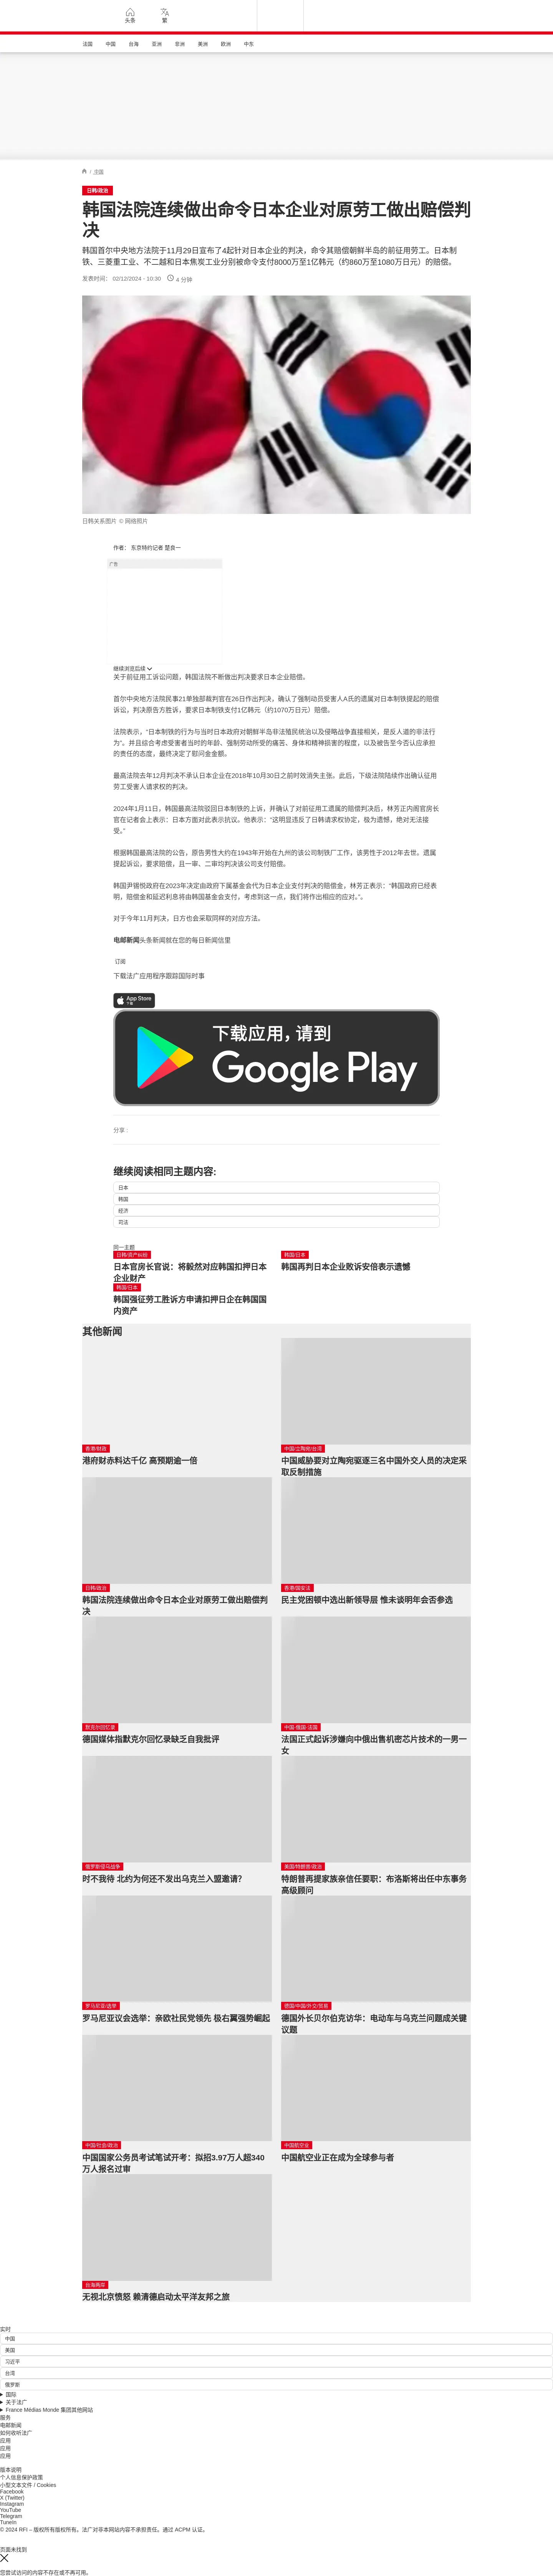 头条
繁
法国
中国
台海
亚洲
非洲
美洲
欧洲
中东
中国
日韩/政治
韩国法院连续做出命令日本企业对原劳工做出赔偿判
决
韩国首尔中央地方法院于11月29日宣布了4起针对日本企业的判决，命令其赔偿朝鲜半岛的前征用劳工。日本制
铁、三菱重工业、不二越和日本焦炭工业分别被命令支付8000万至1亿韩元（约860万至1080万日元）的赔偿。
发表时间： 02/12/2024 - 10:30 4 分钟
日韩关系图片 © 网络照片
作者： 东京特约记者 楚良一
广告
继续浏览后续
关于前征用工诉讼问题，韩国法院不断做出判决要求日本企业赔偿。
首尔中央地方法院民事21单独部裁判官在26日作出判决，确认了强制动员受害人A氏的遗属对日本制铁提起的赔偿
诉讼，判决原告方胜诉，要求日本制铁支付1亿韩元（约1070万日元）赔偿。
法院表示，“日本制铁的行为与当时日本政府对朝鲜半岛非法殖民统治以及侵略战争直接相关，是反人道的非法行
为”。并且综合考虑受害者当时的年龄、强制劳动所受的痛苦、身体和精神损害的程度，以及被告至今否认应承担
的责任的态度，最终决定了慰问金金额。
最高法院去年12月判决不承认日本企业在2018年10月30日之前时效消失主张。此后，下级法院陆续作出确认征用
劳工受害人请求权的判决。
2024年1月11日，韩国最高法院驳回日本制铁的上诉，并确认了对前征用工遗属的赔偿判决后，林芳正内阁官房长
官在记者会上表示：日本方面对此表示抗议。他表示：“这明显违反了日韩请求权协定，极为遗憾，绝对无法接
受。”
根据韩国最高法院的公告，原告男性大约在1943年开始在九州的该公司制铁厂工作，该男性于2012年去世。遗属
提起诉讼，要求赔偿，且一审、二审均判决该公司支付赔偿。
韩国尹锡悦政府在2023年决定由政府下属基金会代为日本企业支付判决的赔偿金，林芳正表示：“韩国政府已经表
明，赔偿金和延迟利息将由韩国基金会支付，考虑到这一点，我们将作出相应的应对。”。
对于今年11月判决，日方也会采取同样的对应方法。
电邮新闻头条新闻就在您的每日新闻信里
订阅
下载法广应用程序跟踪国际时事
App Store
下载
下载应用，请到
Google Play
分享 :
继续阅读相同主题内容:
日本
韩国
经济
司法
同一主题
日韩/资产纠纷
日本官房长官说：将毅然对应韩国扣押日本
企业财产
韩国/日本
韩国再判日本企业败诉安倍表示遗憾
韩国/日本
韩国强征劳工胜诉方申请扣押日企在韩国国
内资产
其他新闻
香港/财政
港府财赤料达千亿 高预期逾一倍
中国/立陶宛/台湾
中国威胁要对立陶宛驱逐三名中国外交人员的决定采
取反制措施
日韩/政治
韩国法院连续做出命令日本企业对原劳工做出赔偿判
决
香港/国安法
民主党困顿中选出新领导层 惟未谈明年会否参选
默克尔回忆录
德国媒体指默克尔回忆录缺乏自我批评
中国-俄国-法国
法国正式起诉涉嫌向中俄出售机密芯片技术的一男一
女
俄罗斯侵乌战争
时不我待 北约为何还不发出乌克兰入盟邀请？
美国/特朗普/政治
特朗普再提家族亲信任要职：布洛斯将出任中东事务
高级顾问
罗马尼亚/选举
罗马尼亚议会选举：亲欧社民党领先 极右翼强势崛起
德国/中国/外交/贸易
德国外长贝尔伯克访华：电动车与乌克兰问题成关键
议题
中国/社会/政治
中国国家公务员考试笔试开考：拟招3.97万人超340
万人报名过审
中国航空业
中国航空业正在成为全球参与者
台海两岸
无视北京愤怒 赖清德启动太平洋友邦之旅
实时
中国
美国
习近平
台湾
俄罗斯
国际
关于法广
France Médias Monde 集团其他网站
服务
电邮新闻
如何收听法广
应用
应用
应用
版本说明
个人信息保护政策
小型文本文件 / Cookies
Facebook
X (Twitter)
Instagram
YouTube
Telegram
TuneIn
© 2024 RFI – 版权所有版权所有。法广对非本网站内容不承担责任。通过 ACPM 认证。
页面未找到
您尝试访问的内容不存在或不再可用。